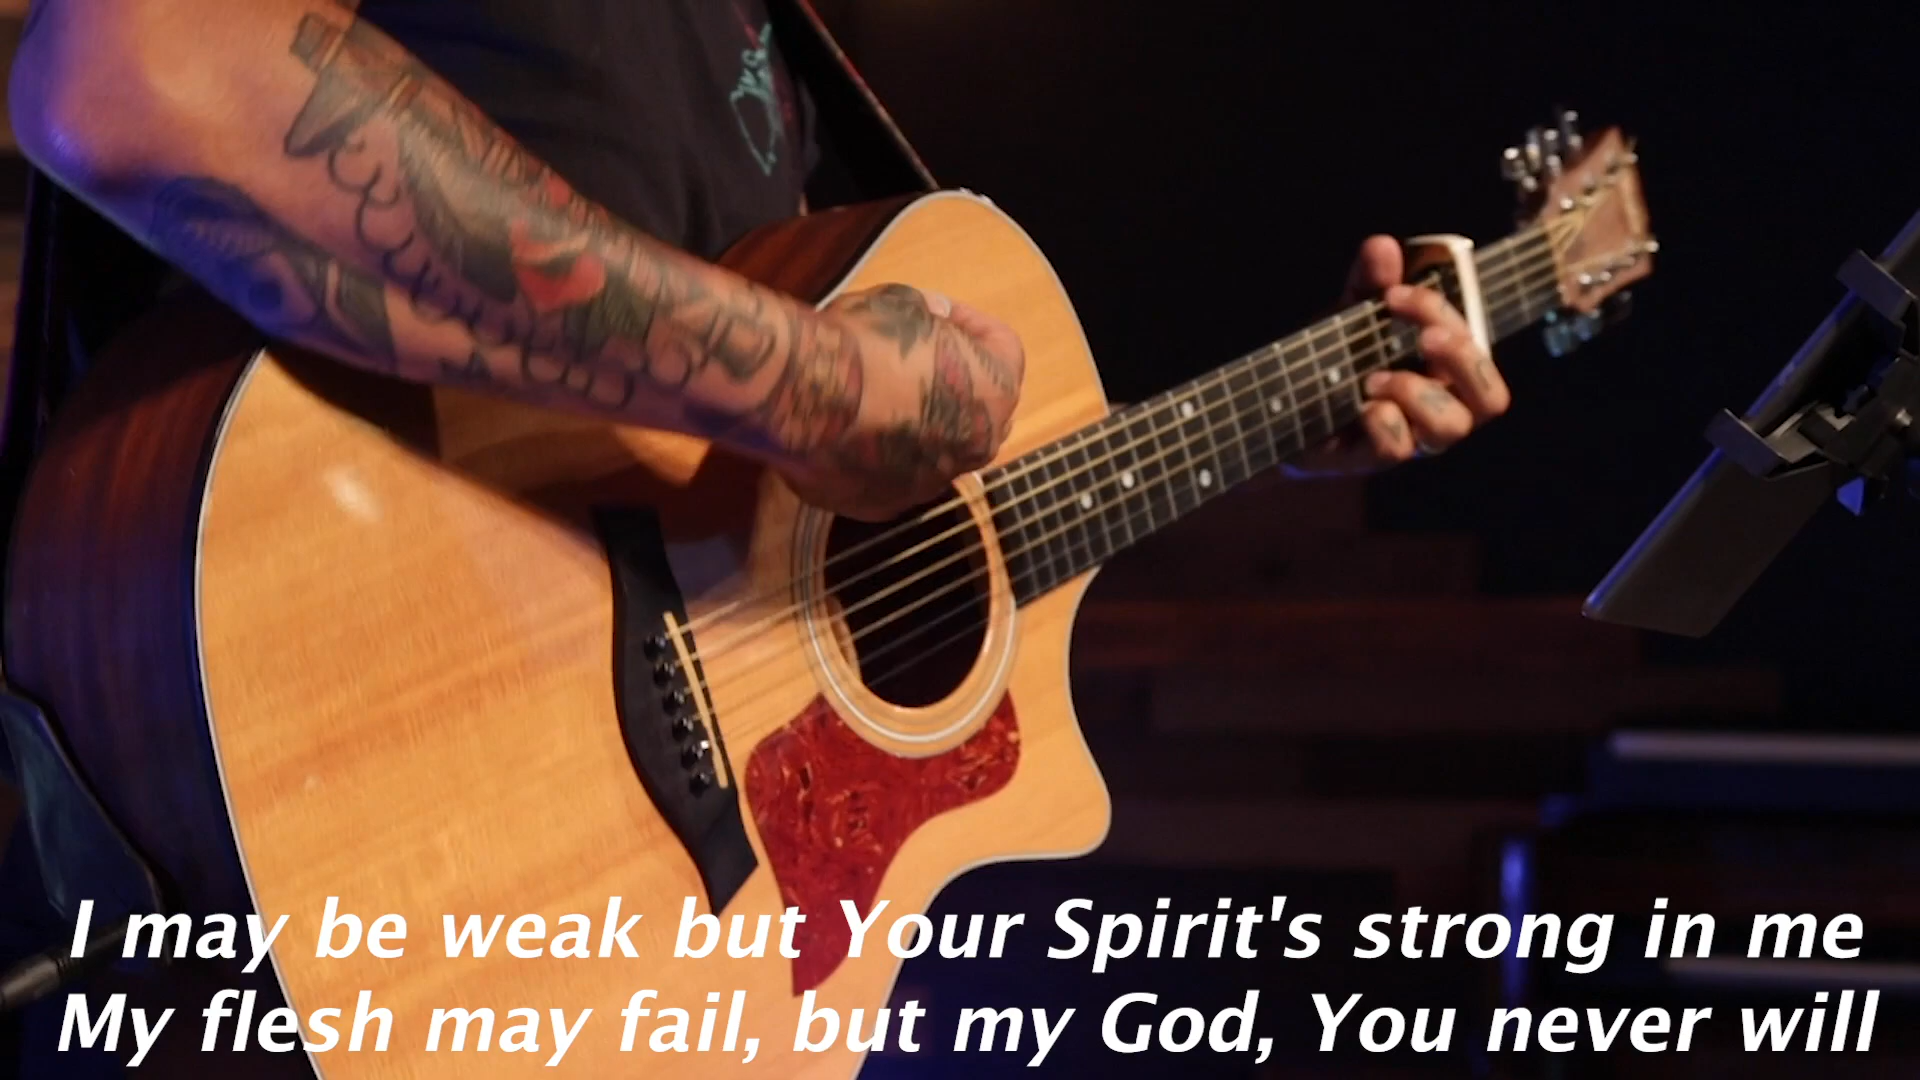 I may be weak but Your Spirit's strong in me
My flesh may fail, but my God, You never will